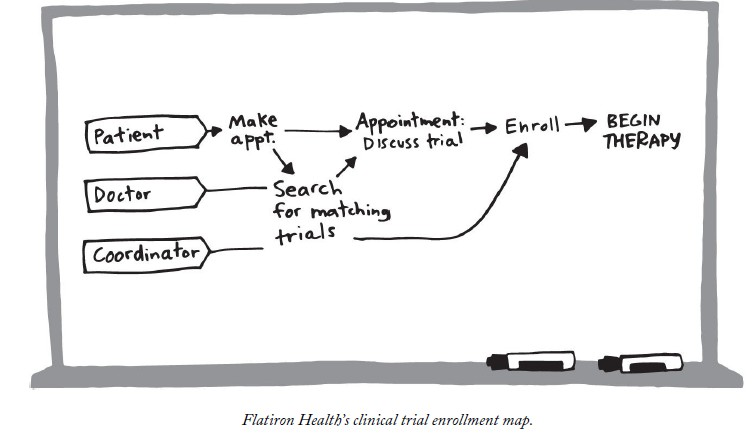 Patient
Make
appt.
Appointment:
Discuss trial
Enroll
BEGIN
THERAPY
Doctor
Search
for matching
trials
Coordinator
Flatiron Health's clinical trial enrollment map.